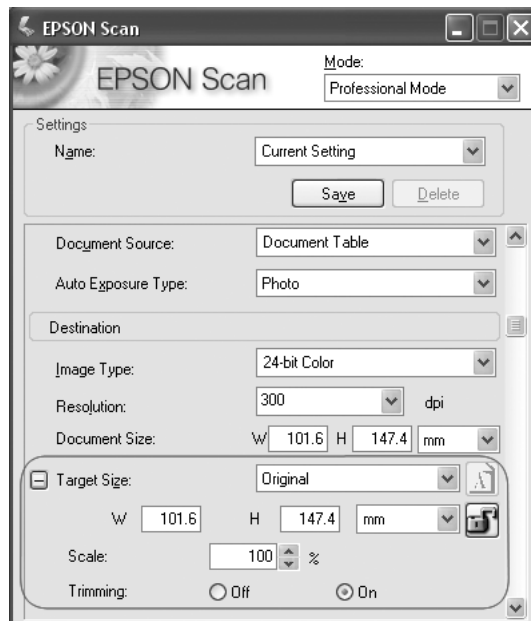 EPSON Scan
EPSON Scan
Mode:
Professional Mode
Settings
Name: Current Setting
Save Delete
Document Source: Document Table
Auto Exposure Type: Photo
Destination
Image Type: 24-bit Color
Resolution: 300 dpi
Document Size: W 101.6 H 147.4 mm
Target Size: Original
W 101.6 H 147.4 mm
Scale: 100 %
Trimming: Off On